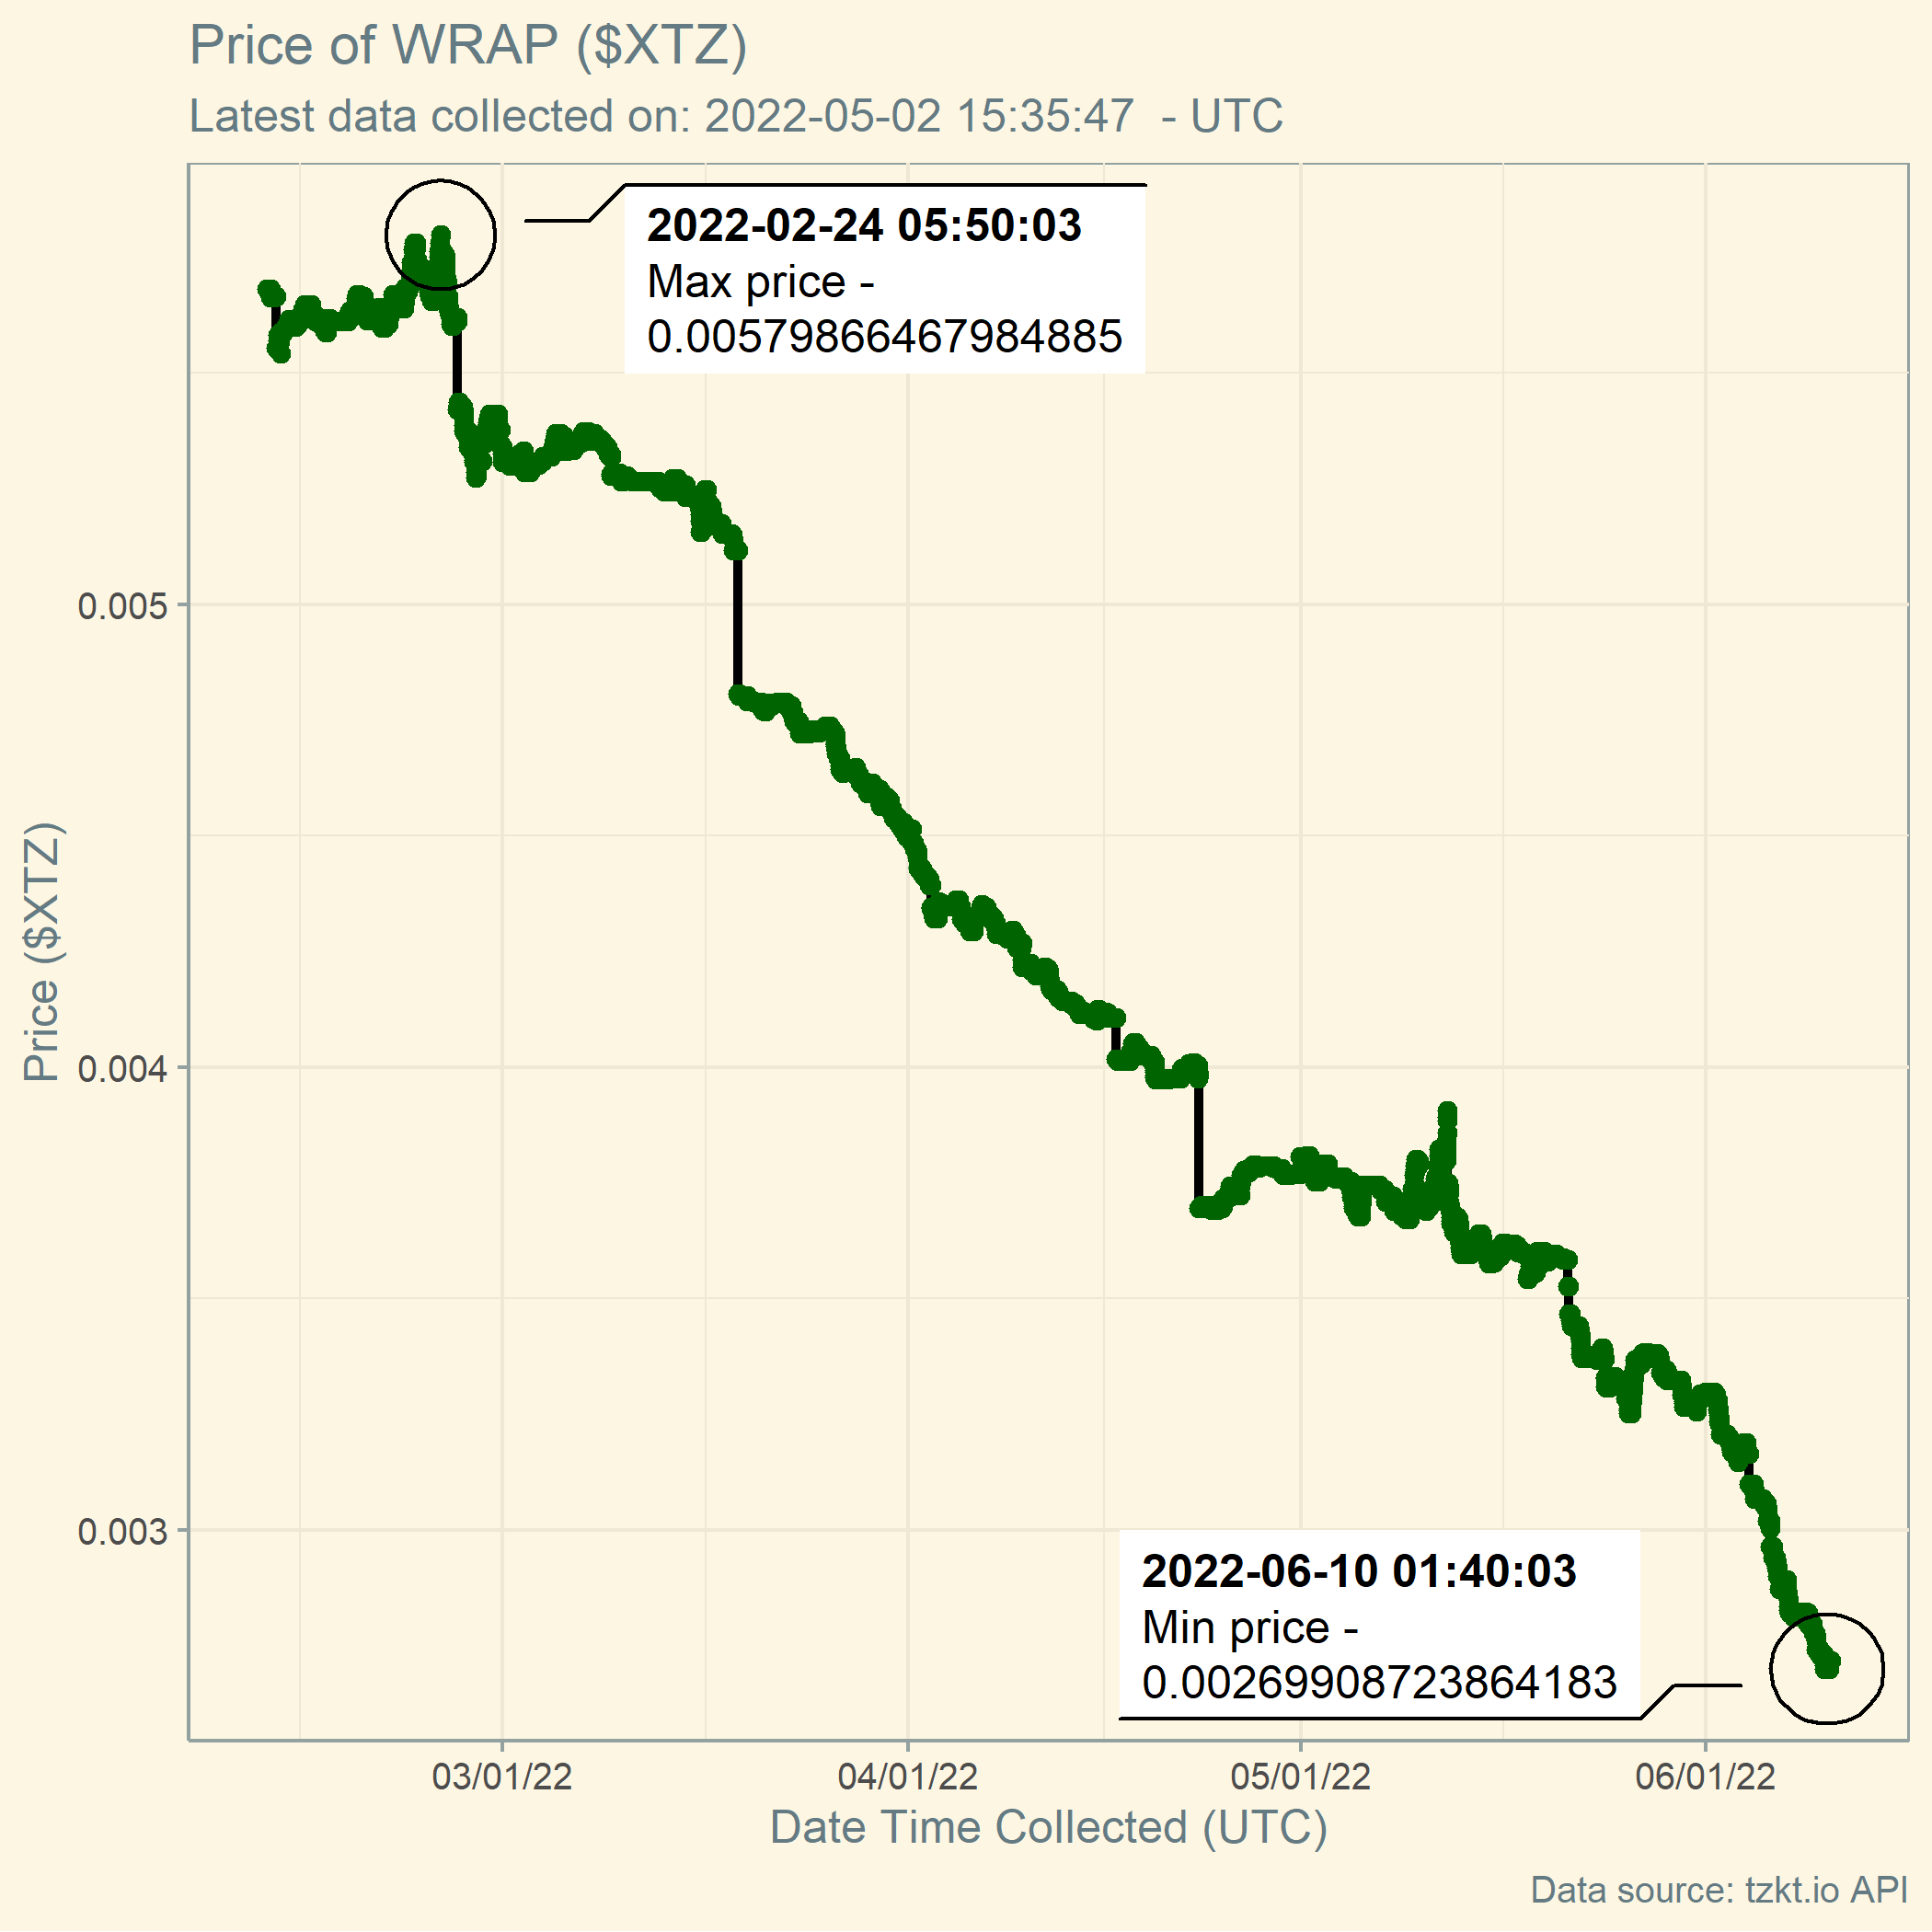 Price of WRAP ($XTZ)
Latest data collected on: 2022-05-02 15:35:47  - UTC
2022-02-24 05:50:03
Max price -
0.00579866467984885
0.005
0.004
0.003
Price ($XTZ)
2022-06-10 01:40:03
Min price -
0.00269908723864183
03/01/22 04/01/22 05/01/22 06/01/22
Date Time Collected (UTC)
Data source: tzkt.io API